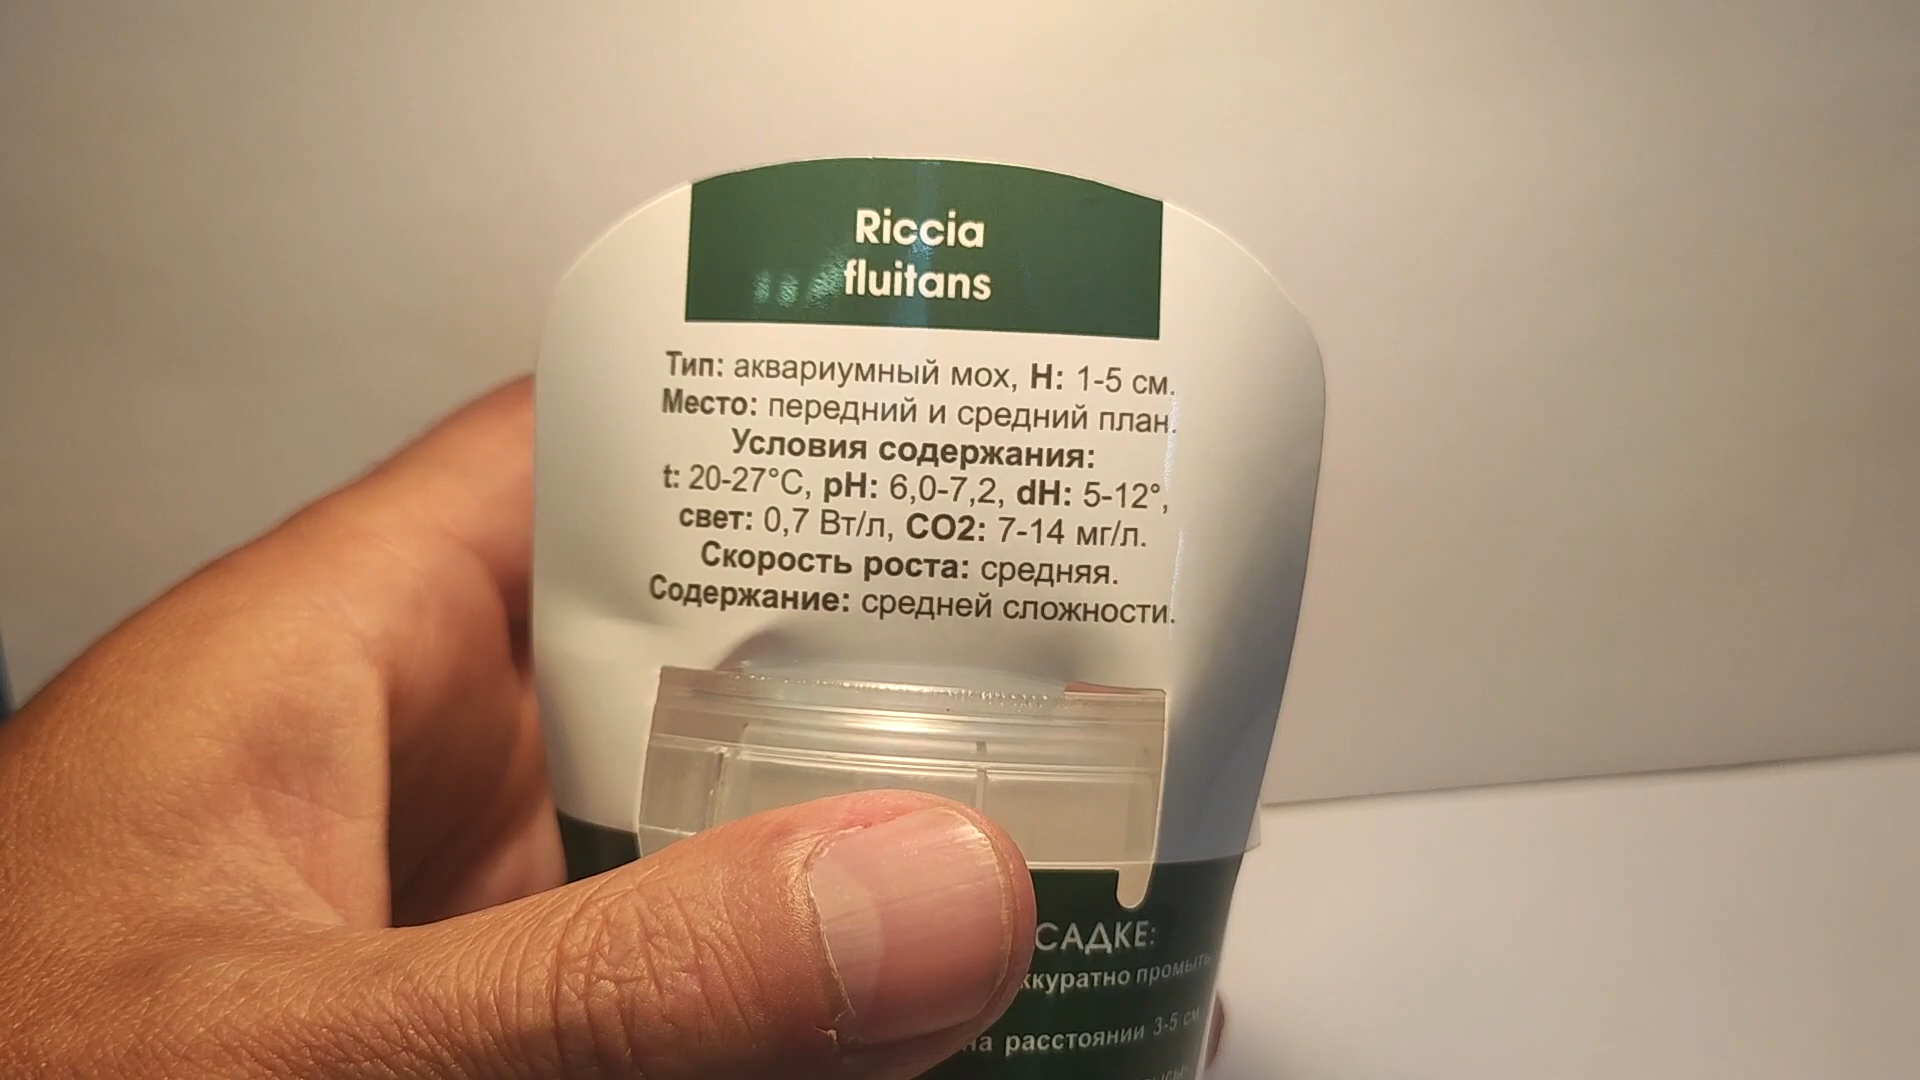 Riccia
fluitans
Тип: аквариумный мох, H: 1-5 см.
Место: передний и средний план.
Условия содержания:
t: 20-27°C, pH: 6,0-7,2, dH: 5-12°,
свет: 0,7 Вт/л, CO2: 7-14 мг/л.
Скорость роста: средняя.
Содержание: средней сложности.
САДКЕ:
ккуратно промыть
на расстоянии 3-5 см